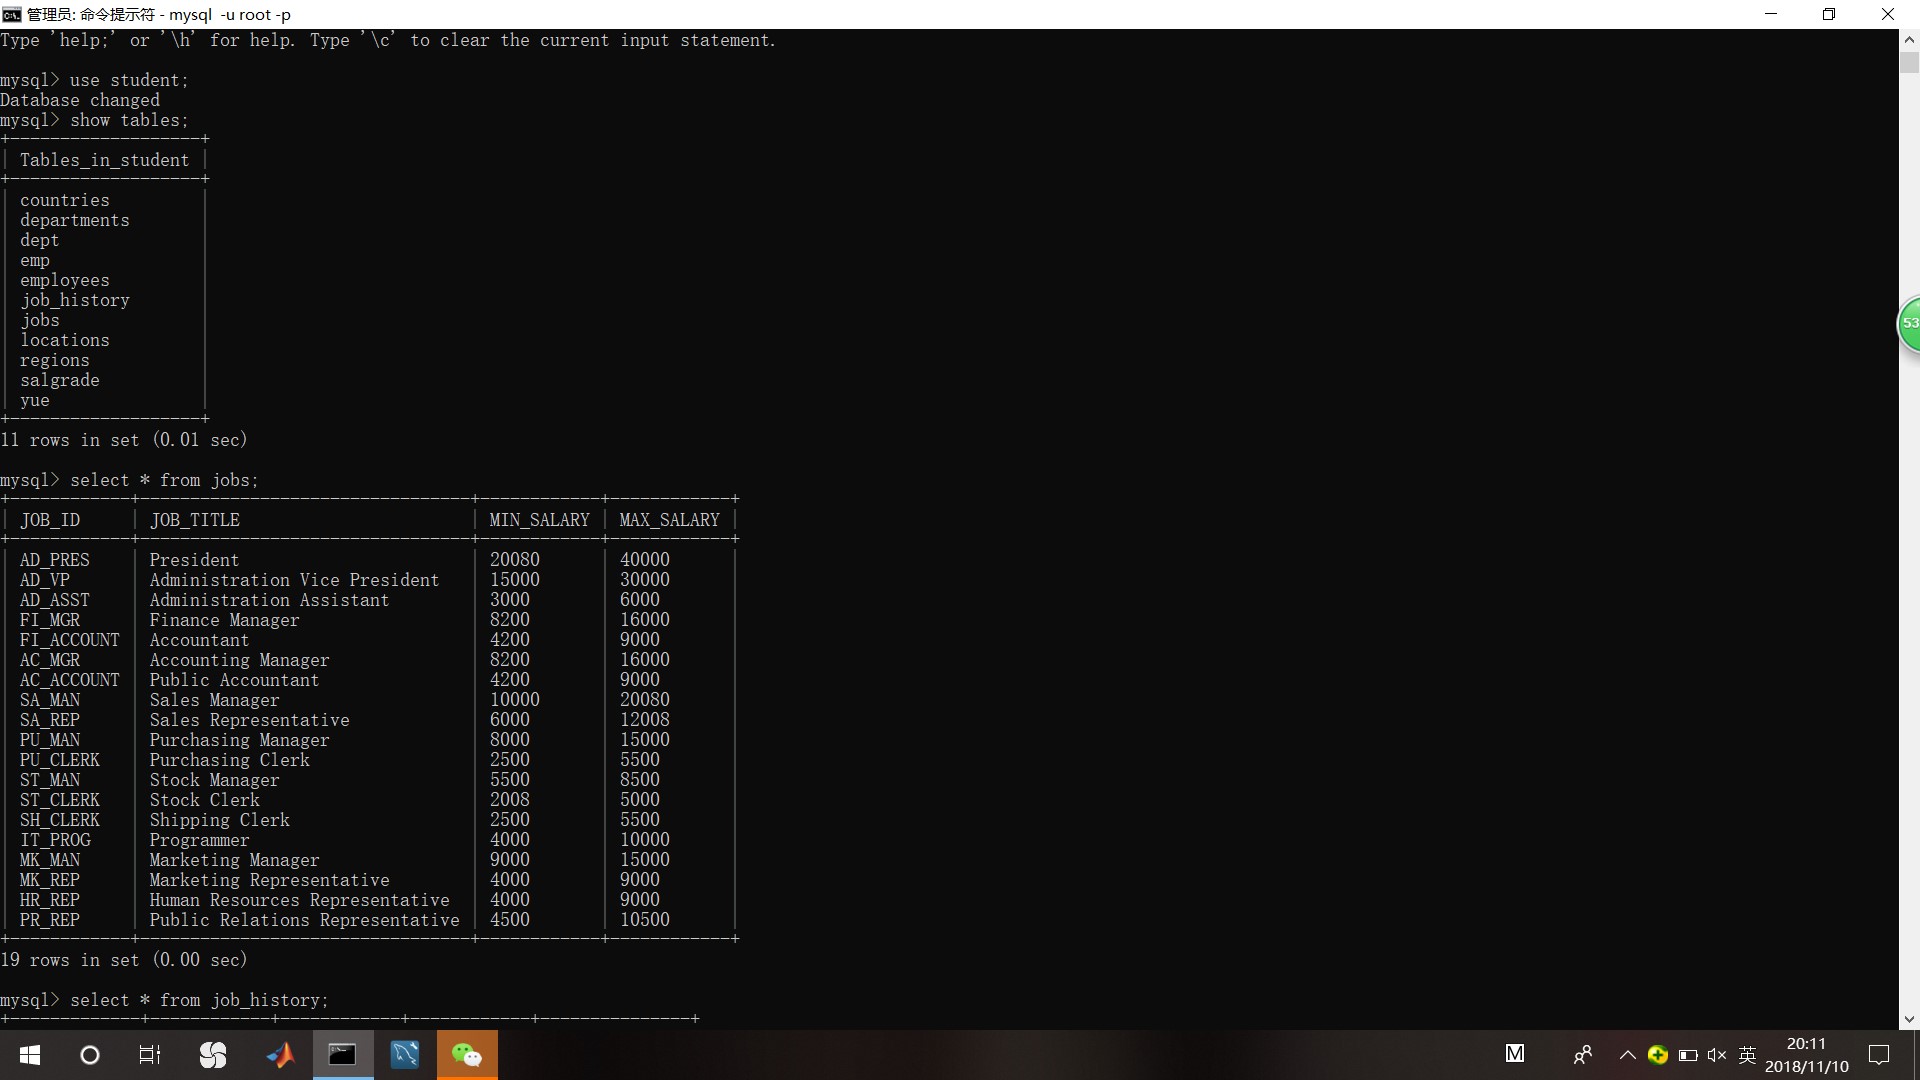 管理员: 命令提示符 - mysql  -u root -p
Type 'help;' or '\h' for help. Type '\c' to clear the current input statement.
mysql> use student;
Database changed
mysql> show tables;
+-------------------+
| Tables_in_student |
+-------------------+
| countries         |
| departments       |
| dept              |
| emp               |
| employees         |
| job_history       |
| jobs              |
| locations         |
| regions           |
| salgrade          |
| yue               |
+-------------------+
11 rows in set (0.01 sec)
mysql> select * from jobs;
+------------+---------------------------------+------------+------------+
| JOB_ID     | JOB_TITLE                       | MIN_SALARY | MAX_SALARY |
+------------+---------------------------------+------------+------------+
| AD_PRES    | President                       | 20080      | 40000      |
| AD_VP      | Administration Vice President   | 15000      | 30000      |
| AD_ASST    | Administration Assistant        | 3000       | 6000       |
| FI_MGR     | Finance Manager                 | 8200       | 16000      |
| FI_ACCOUNT | Accountant                      | 4200       | 9000       |
| AC_MGR     | Accounting Manager              | 8200       | 16000      |
| AC_ACCOUNT | Public Accountant               | 4200       | 9000       |
| SA_MAN     | Sales Manager                   | 10000      | 20080      |
| SA_REP     | Sales Representative            | 6000       | 12008      |
| PU_MAN     | Purchasing Manager              | 8000       | 15000      |
| PU_CLERK   | Purchasing Clerk                | 2500       | 5500       |
| ST_MAN     | Stock Manager                   | 5500       | 8500       |
| ST_CLERK   | Stock Clerk                     | 2008       | 5000       |
| SH_CLERK   | Shipping Clerk                  | 2500       | 5500       |
| IT_PROG    | Programmer                      | 4000       | 10000      |
| MK_MAN     | Marketing Manager               | 9000       | 15000      |
| MK_REP     | Marketing Representative        | 4000       | 9000       |
| HR_REP     | Human Resources Representative  | 4000       | 9000       |
| PR_REP     | Public Relations Representative | 4500       | 10500      |
+------------+---------------------------------+------------+------------+
19 rows in set (0.00 sec)
mysql> select * from job_history;
+-------------+------------+------------+------------+---------------+
53
M
英
20:11
2018/11/10